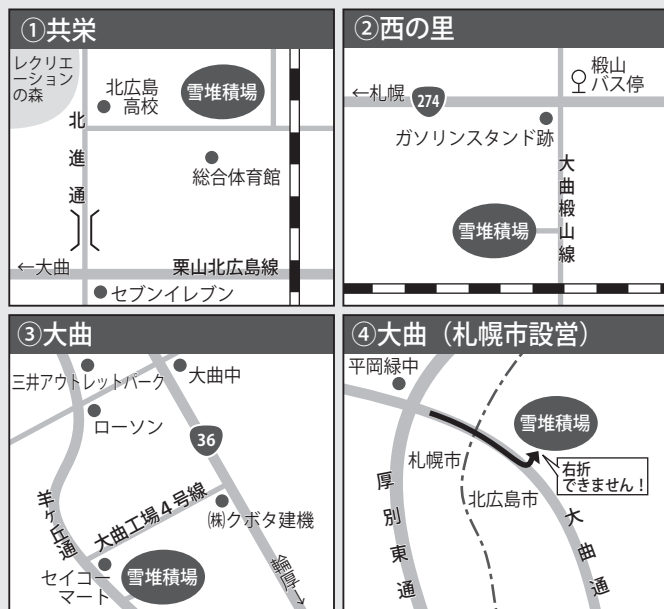 ①共栄
レクリエ
ーション
の森
北広島
高校
雪堆積場
北進通
総合体育館
←大曲
栗山北広島線
セブンイレブン
②西の里
椴山
バス停
←札幌
274
ガソリンスタンド跡
大曲椴山線
雪堆積場
③大曲
三井アウトレットパーク
大曲中
ローソン
36
羊ヶ丘通
大曲工場4号線
㈱クボタ建機
セイコー
マート
雪堆積場
輪厚→
④大曲（札幌市設営）
平岡緑中
雪堆積場
札幌市
右折
できません！
北広島市
厚別東通
大曲通